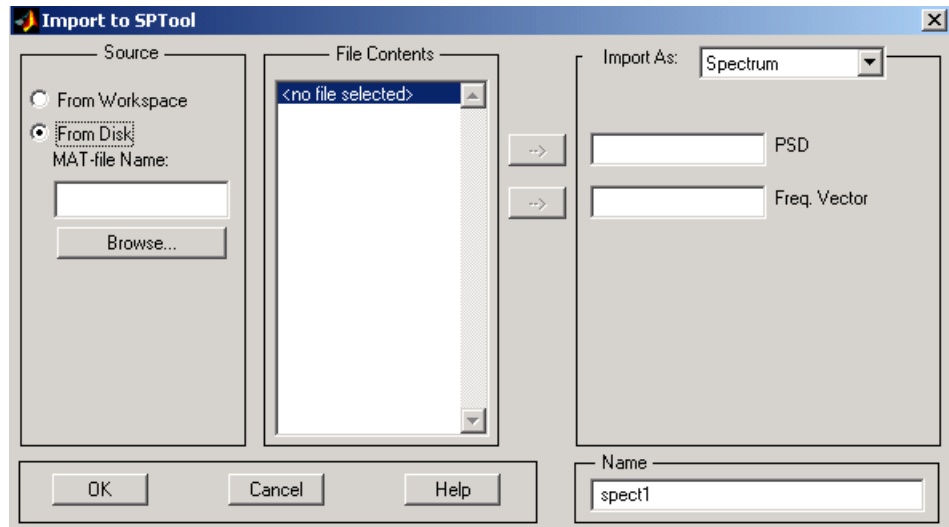 Import to SPTool
Source
From Workspace
From Disk
MAT-file Name:
Browse...
File Contents
<no file selected>
Import As:
Spectrum
-->
PSD
-->
Freq. Vector
OK
Cancel
Help
Name
spect1